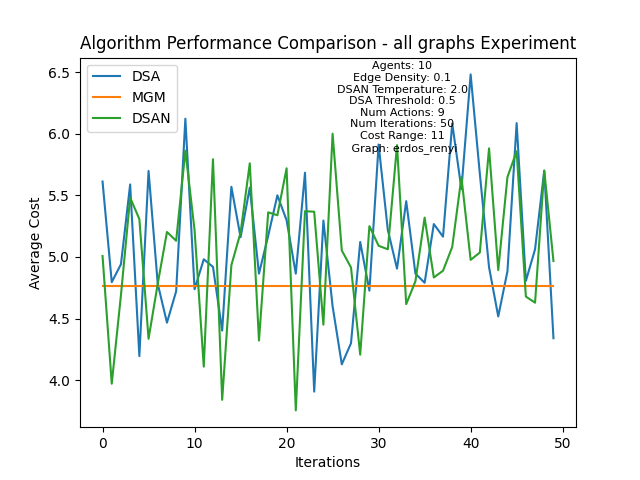 Algorithm Performance Comparison - all graphs Experiment
DSA
MGM
DSAN
Agents: 10
Edge Density: 0.1
DSAN Temperature: 2.0
DSA Threshold: 0.5
Num Actions: 9
Num Iterations: 50
Cost Range: 11
Graph: erdos_renyi
Average Cost
6.5
6.0
5.5
5.0
4.5
4.0
0 10 20 30 40 50
Iterations